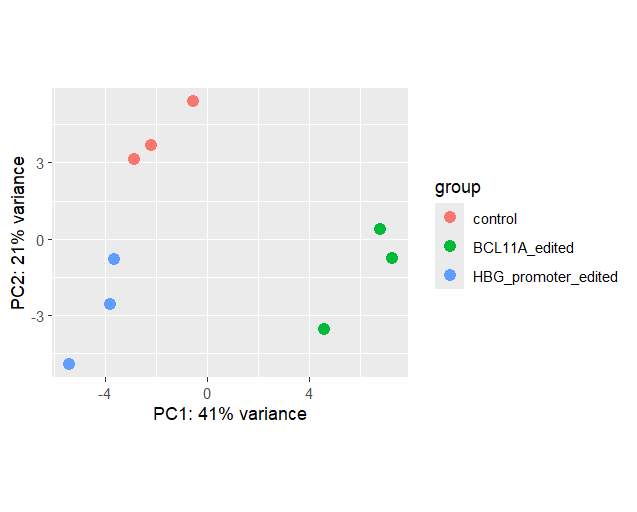 PC2: 21% variance
3
0
-3
-4
0
4
PC1: 41% variance
group
control
BCL11A_edited
HBG_promoter_edited